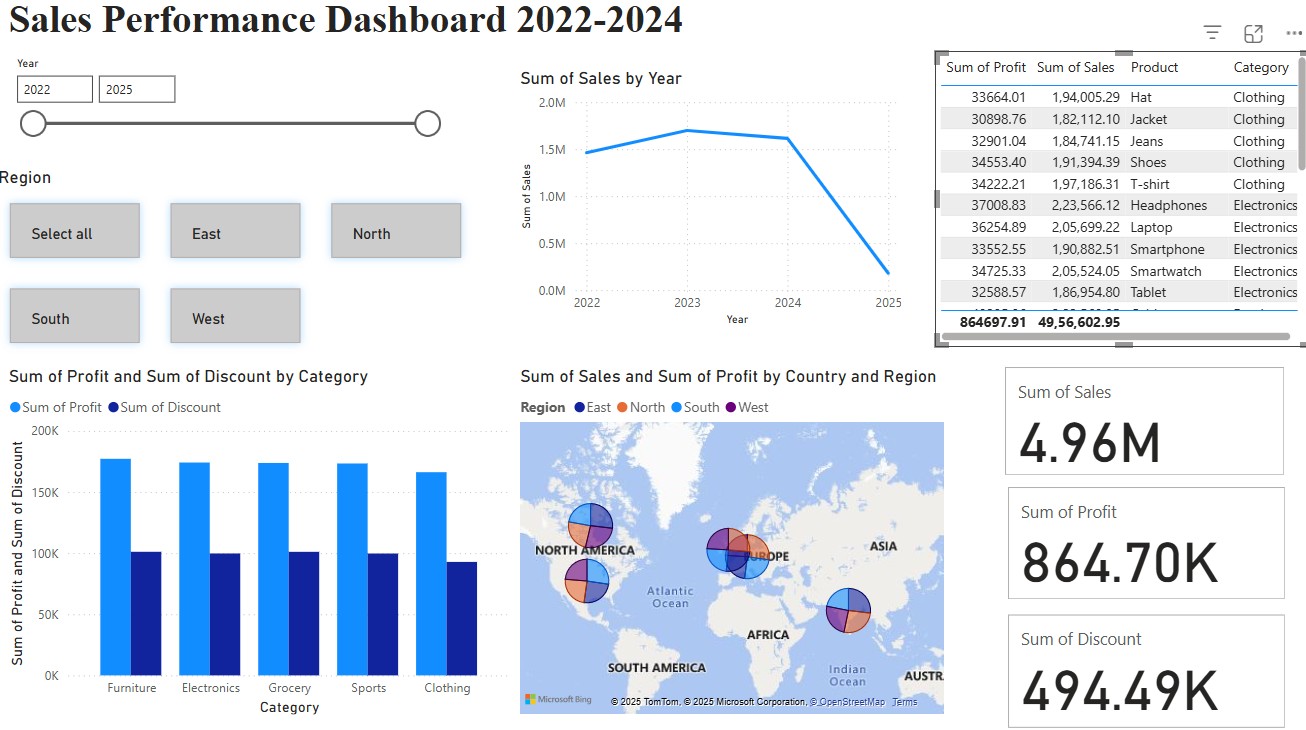 Sales Performance Dashboard 2022-2024
Year
2022 2025
Region
Select all East North
South West
Sum of Sales by Year
Sum of Sales
2.0M
1.5M
1.0M
0.5M
0.0M
2022 2023 2024 2025
Year
Sum of Profit Sum of Sales Product Category
33664.01 1,94,005.29 Hat Clothing
30898.76 1,82,112.10 Jacket Clothing
32901.04 1,84,741.15 Jeans Clothing
34553.40 1,91,394.39 Shoes Clothing
34222.21 1,97,186.31 T-shirt Clothing
37008.83 2,23,566.12 Headphones Electronics
36254.89 2,05,699.22 Laptop Electronics
33552.55 1,90,882.51 Smartphone Electronics
34725.33 2,05,524.05 Smartwatch Electronics
32588.57 1,86,954.80 Tablet Electronics
864697.91 49,56,602.95
Sum of Profit and Sum of Discount by Category
Sum of Profit Sum of Discount
Sum of Profit and Sum of Discount
200K
150K
100K
50K
0K
Furniture Electronics Grocery Sports Clothing
Category
Sum of Sales and Sum of Profit by Country and Region
Region East North South West
NORTH AMERICA
ASIA
Atlantic
Ocean
AFRICA
SOUTH AMERICA
Indian
Ocean
AUSTR
Microsoft Bing
© 2025 TomTom, © 2025 Microsoft Corporation, © OpenStreetMap Terms
Sum of Sales
4.96M
Sum of Profit
864.70K
Sum of Discount
494.49K